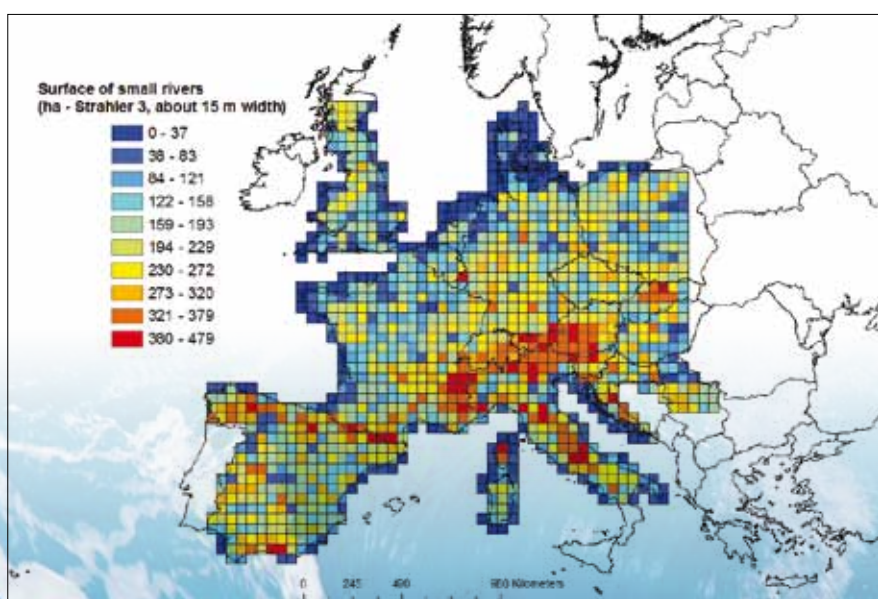 Surface of small rivers
(ha - Strahler 3, about 15 m width)
0 - 37
38 - 83
84 - 121
122 - 158
159 - 193
194 - 229
230 - 272
273 - 320
321 - 379
380 - 479
0 245 490 980 Kilometers